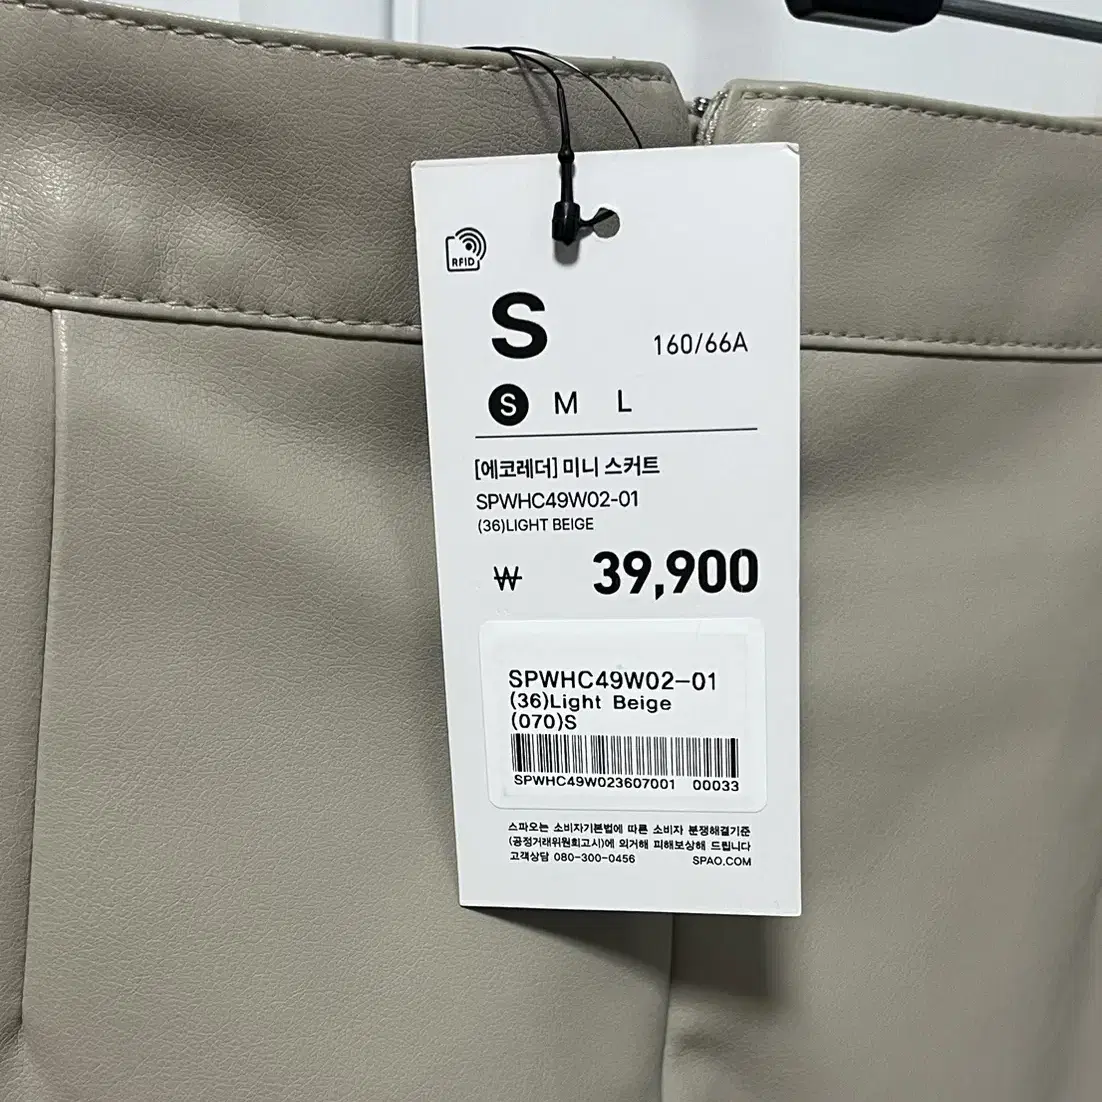 RFID
S
160/66A
S M L
[에코레더] 미니 스커트
SPWHC49W02-01
(36)LIGHT BEIGE
₩ 39,900
SPWHC49W02-01
(36)Light Beige
(070)S
SPWHC49W023607001 00033
스파오는 소비자기본법에 따른 소비자 분쟁해결기준
(공정거래위원회고시)에 의거해 피해보상해 드립니다
고객상담 080-300-0456 SPAO.COM